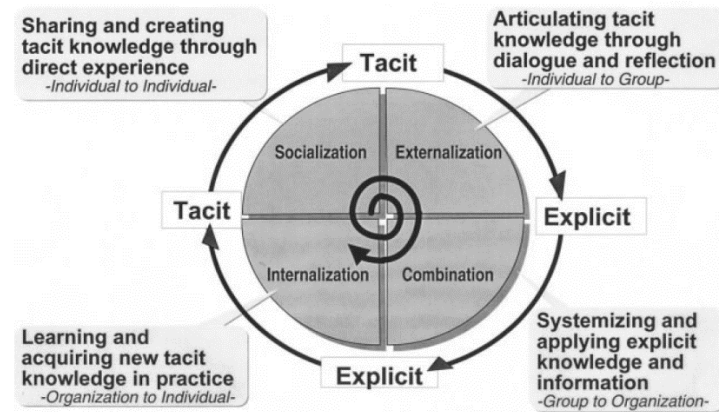 Sharing and creating
tacit knowledge through
direct experience
-Individual to Individual-
Articulating tacit
knowledge through
dialogue and reflection
-Individual to Group-
Tacit
Socialization
Externalization
Tacit
Explicit
Internalization
Combination
Learning and
acquiring new tacit
knowledge in practice
-Organization to Individual-
Explicit
Systemizing and
applying explicit
knowledge and
information
-Group to Organization-